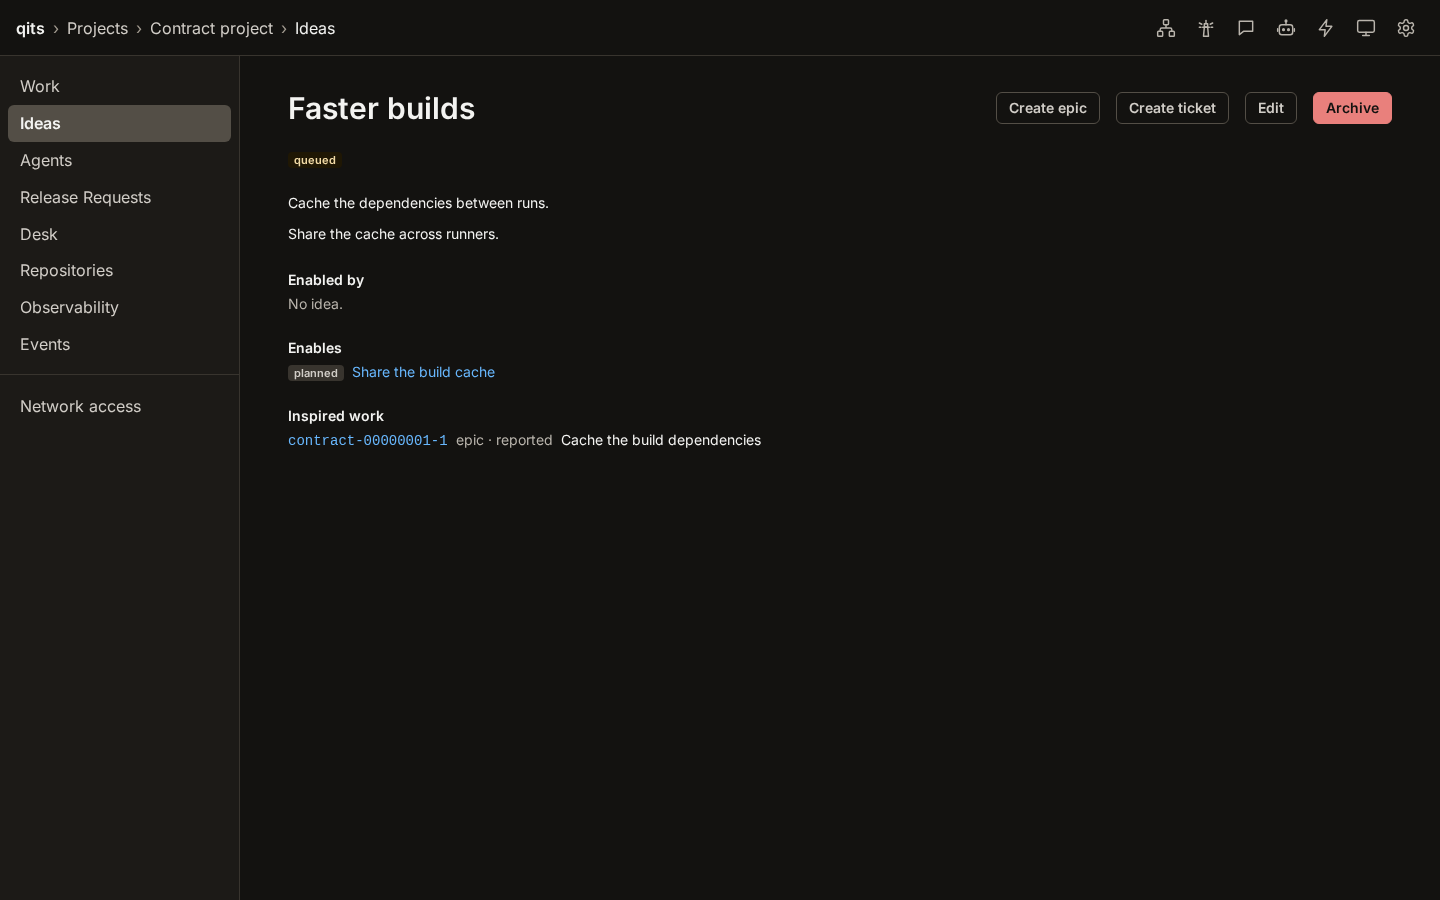 qits › Projects › Contract project › Ideas
Work
Ideas
Agents
Release Requests
Desk
Repositories
Observability
Events
Network access
Faster builds
Create epic
Create ticket
Edit
Archive
queued
Cache the dependencies between runs.
Share the cache across runners.
Enabled by
No idea.
Enables
planned Share the build cache
Inspired work
contract-00000001-1 epic · reported Cache the build dependencies